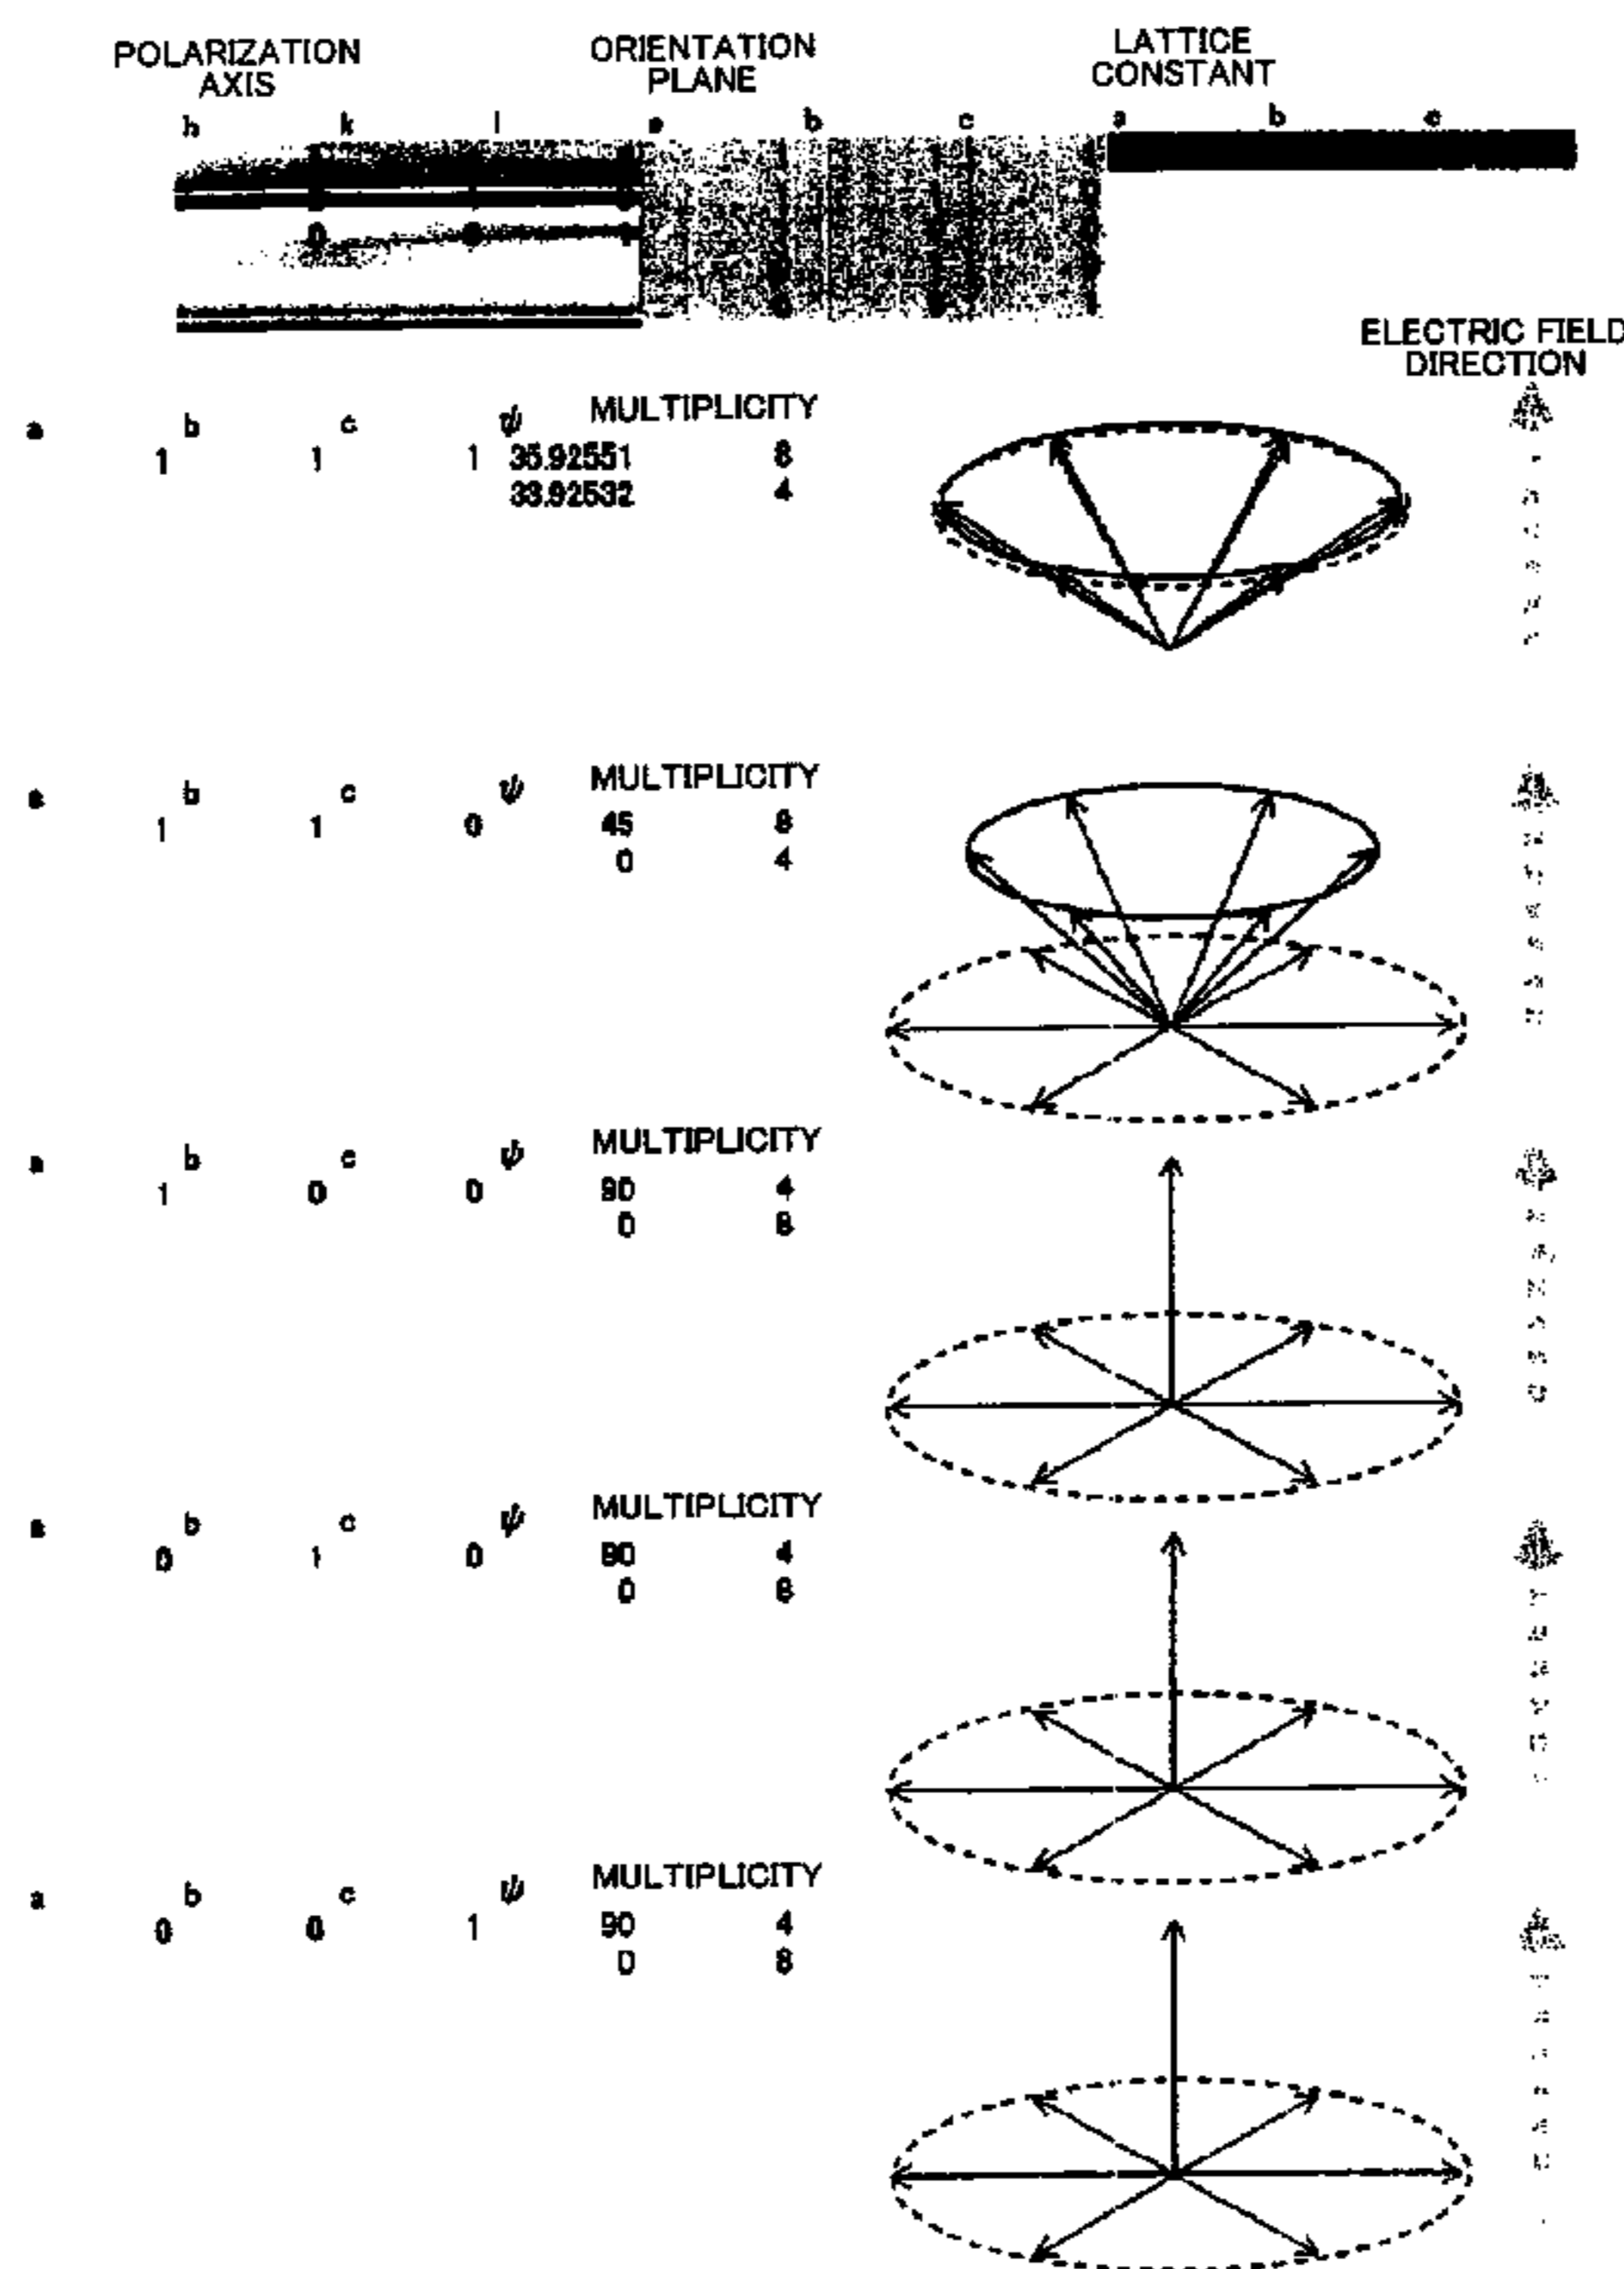 POLARIZATION AXIS
ORIENTATION PLANE
LATTICE CONSTANT
h k l a b c a b c
0
ELECTRIC FIELD DIRECTION
a b c ψ MULTIPLICITY
1 1 1 35.92551 8
33.92532 4
a b c ψ MULTIPLICITY
1 1 0 45 8
0 4
a b c ψ MULTIPLICITY
1 0 0 90 4
0 8
a b c ψ MULTIPLICITY
0 1 0 90 4
0 8
a b c ψ MULTIPLICITY
0 0 1 90 4
0 8